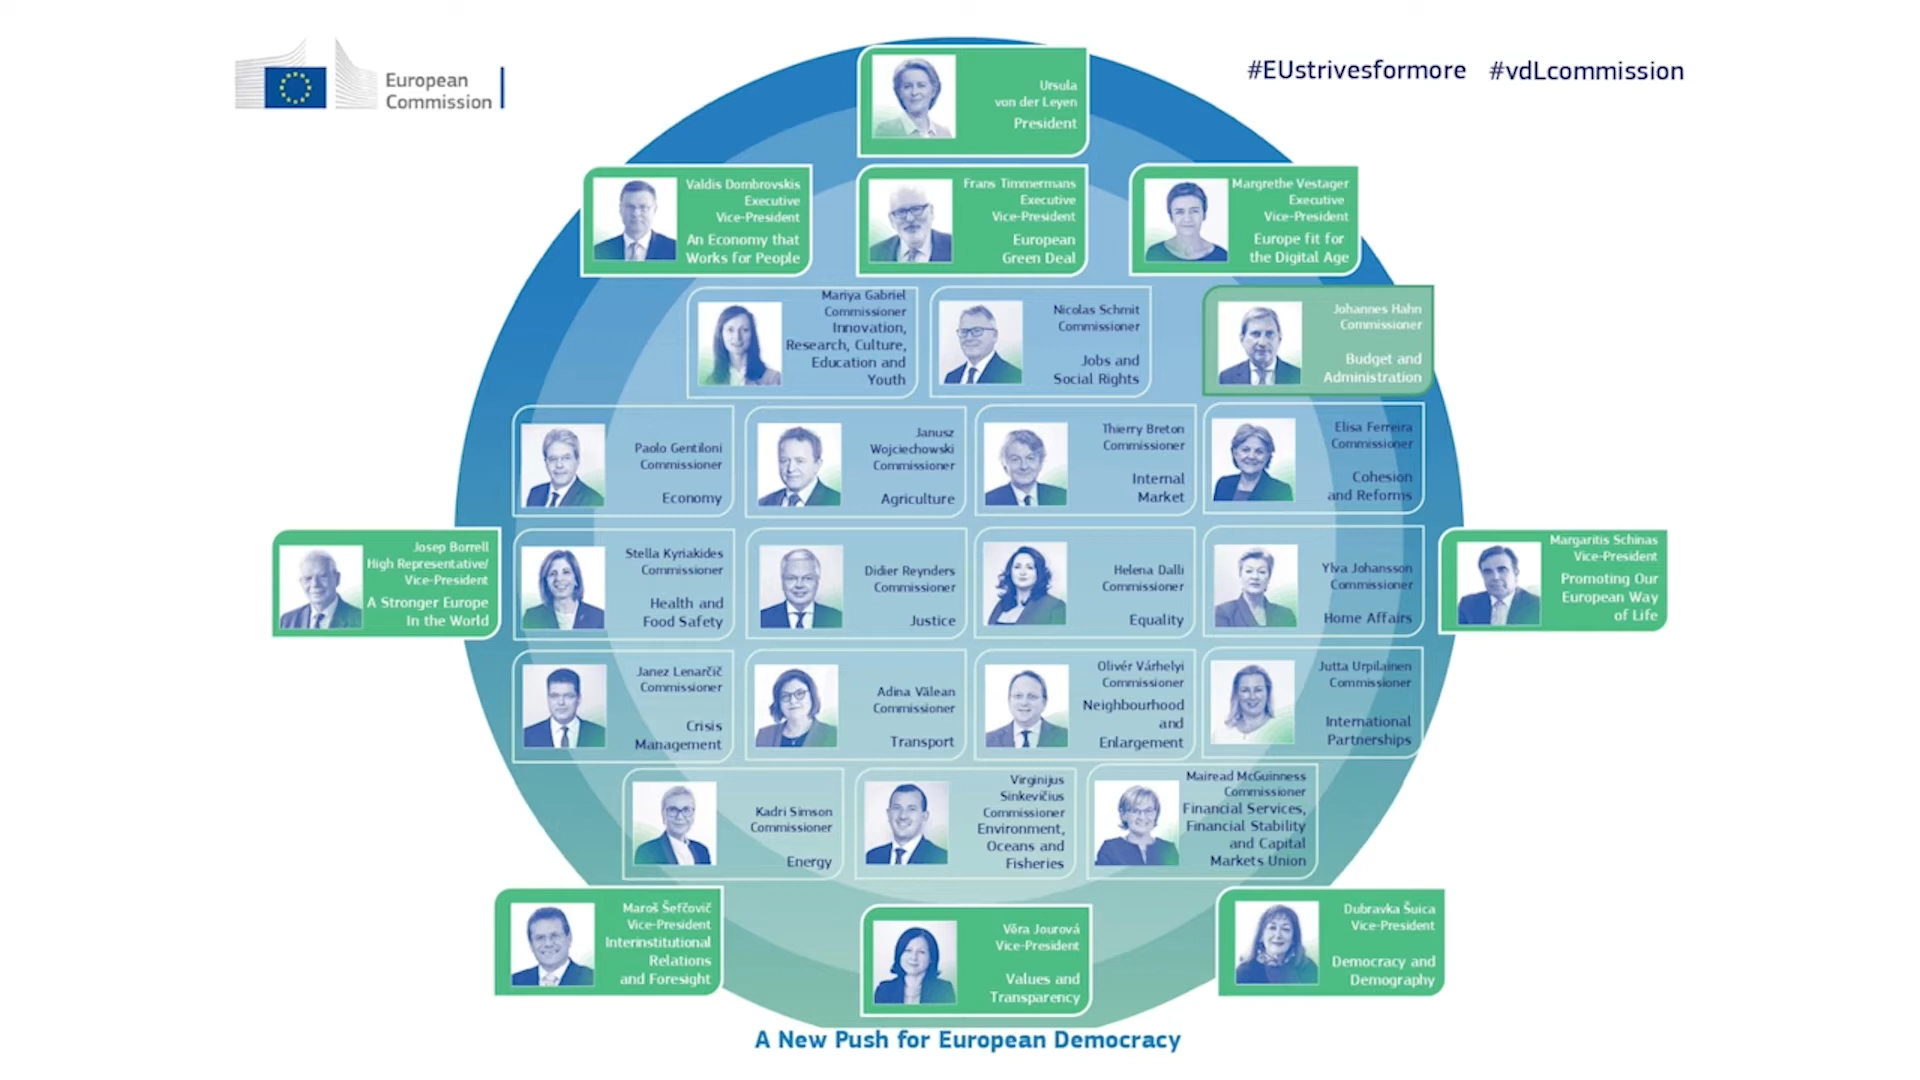 European
Commission
#EUstrivesformore #vdLcommission
Ursula
von der Leyen
President
Valdis Dombrovskis
Executive
Vice-President
An Economy that
Works for People
Frans Timmermans
Executive
Vice-President
European
Green Deal
Margrethe Vestager
Executive
Vice-President
Europe fit for
the Digital Age
Mariya Gabriel
Commissioner
Innovation,
Research, Culture,
Education and
Youth
Nicolas Schmit
Commissioner
Jobs and
Social Rights
Johannes Hahn
Commissioner
Budget and
Administration
Paolo Gentiloni
Commissioner
Economy
Janusz
Wojciechowski
Commissioner
Agriculture
Thierry Breton
Commissioner
Internal
Market
Elisa Ferreira
Commissioner
Cohesion
and Reforms
Josep Borrell
High Representative/
Vice-President
A Stronger Europe
In the World
Stella Kyriakides
Commissioner
Health and
Food Safety
Didier Reynders
Commissioner
Justice
Helena Dalli
Commissioner
Equality
Ylva Johansson
Commissioner
Home Affairs
Margaritis Schinas
Vice-President
Promoting Our
European Way
of Life
Janez Lenarčič
Commissioner
Crisis
Management
Adina Vălean
Commissioner
Transport
Olivér Várhelyi
Commissioner
Neighbourhood
and
Enlargement
Jutta Urpilainen
Commissioner
International
Partnerships
Kadri Simson
Commissioner
Energy
Virginijus
Sinkevičius
Commissioner
Environment,
Oceans and
Fisheries
Mairead McGuinness
Commissioner
Financial Services,
Financial Stability
and Capital
Markets Union
Maroš Šefčovič
Vice-President
Interinstitutional
Relations
and Foresight
Věra Jourová
Vice-President
Values and
Transparency
Dubravka Šuica
Vice-President
Democracy and
Demography
A New Push for European Democracy